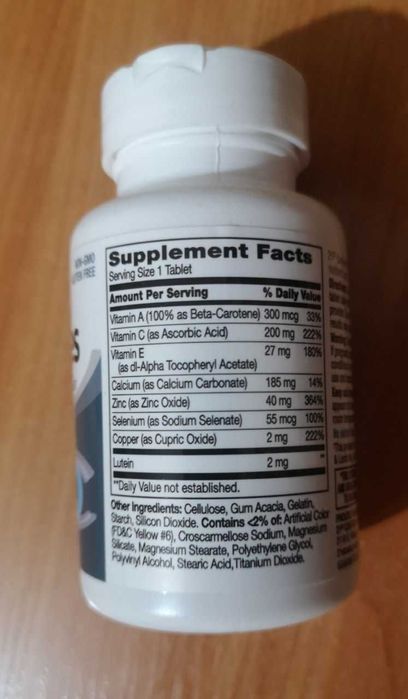 NON-GMO
GLUTEN FREE
S
Supplement Facts
Serving Size 1 Tablet
Amount Per Serving % Daily Value
Vitamin A (100% as Beta-Carotene) 300 mcg 33%
Vitamin C (as Ascorbic Acid) 200 mg 222%
Vitamin E 27 mg 180%
(as dl-Alpha Tocopheryl Acetate)
Calcium (as Calcium Carbonate) 185 mg 14%
Zinc (as Zinc Oxide) 40 mg 364%
Selenium (as Sodium Selenate) 55 mcg 100%
Copper (as Cupric Oxide) 2 mg 222%
Lutein 2 mg **
**Daily Value not established.
Other Ingredients: Cellulose, Gum Acacia, Gelatin,
Starch, Silicon Dioxide. Contains <2% of: Artificial Color
(FD&C Yellow #6), Croscarmellose Sodium, Magnesium
Silicate, Magnesium Stearate, Polyethylene Glycol,
Polyvinyl Alcohol, Stearic Acid, Titanium Dioxide.